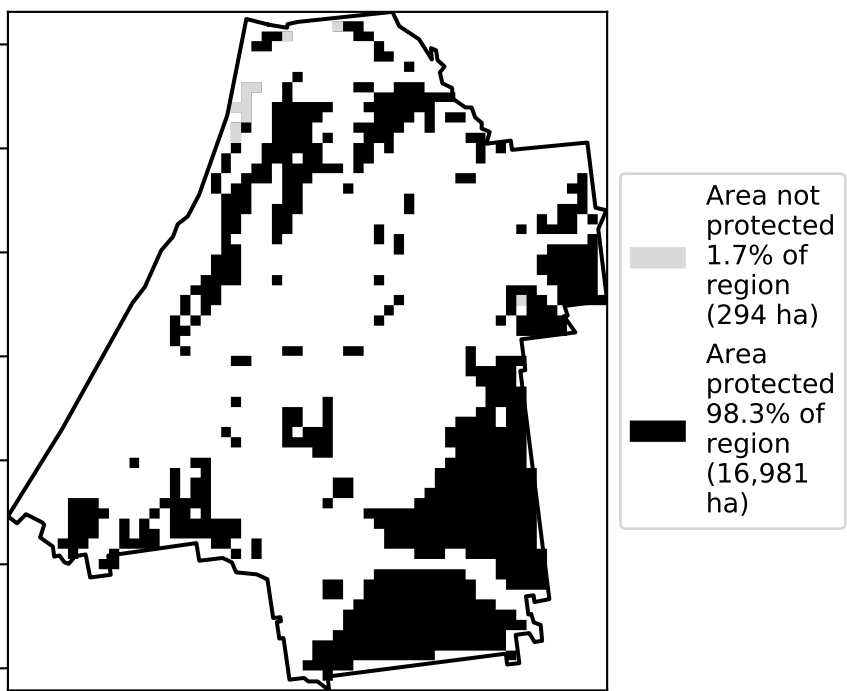 Area not
protected
1.7% of
region
(294 ha)
Area
protected
98.3% of
region
(16,981
ha)